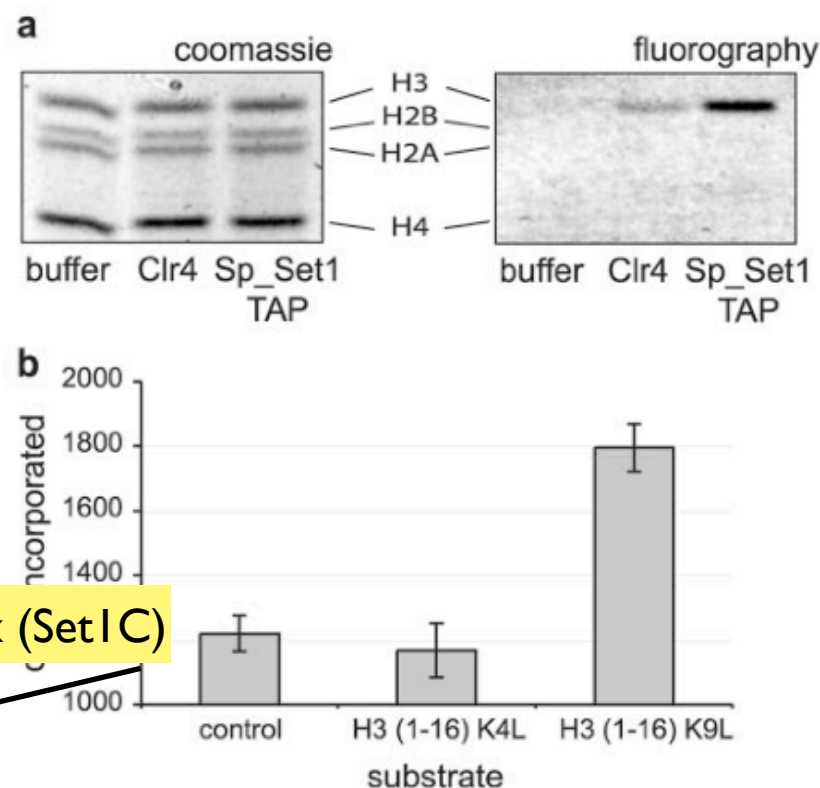 a
coomassie
fluorography
H3
H2B
H2A
H4
buffer Clr4 Sp_Set1
TAP
buffer Clr4 Sp_Set1
TAP
b
2000
1800
1600
1400
1000
(Set1C)
control
H3 (1-16) K4L
H3 (1-16) K9L
substrate